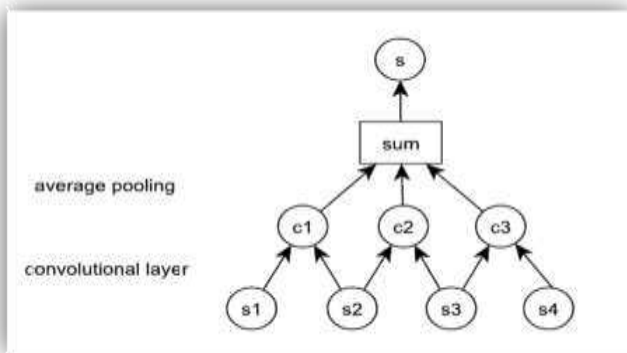 s
sum
average pooling
c1 c2 c3
convolutional layer
s1 s2 s3 s4